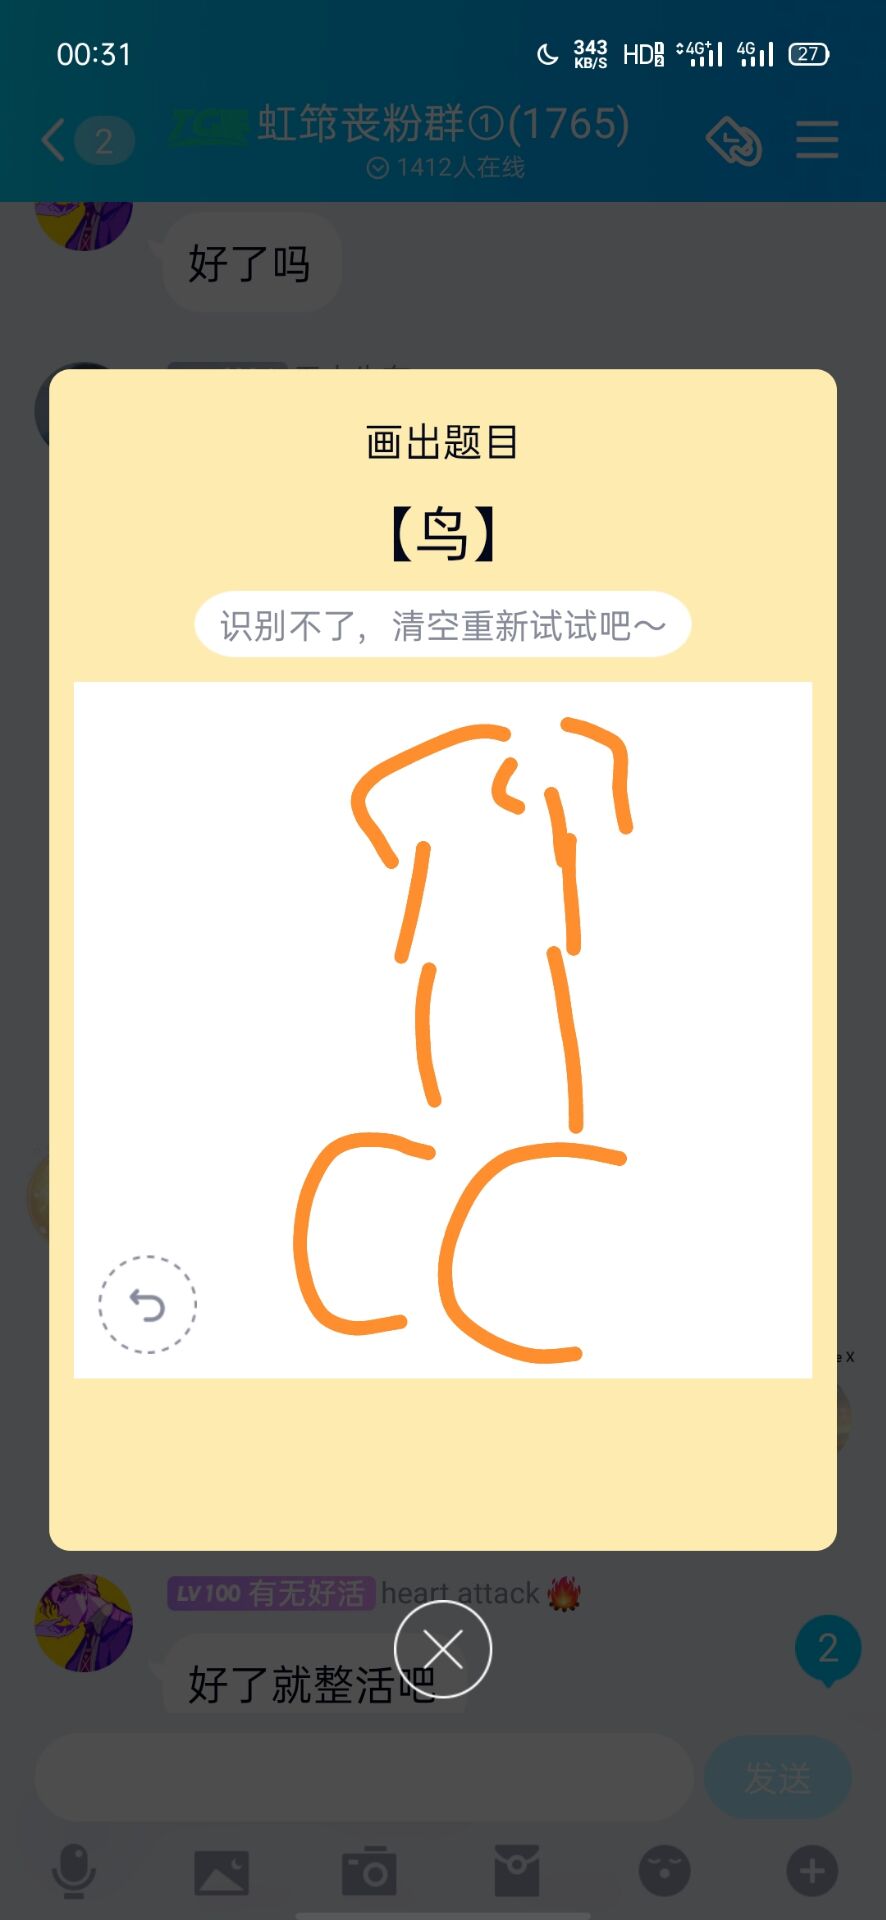 00:31
343
KB/S
HD
4G+
4G
27
2
虹筇丧粉群①(1765)
1412人在线
好了吗
画出题目
【鸟】
识别不了，清空重新试试吧～
e X
LV100 有无好活 heart attack🔥
2
好了就整活吧
发送